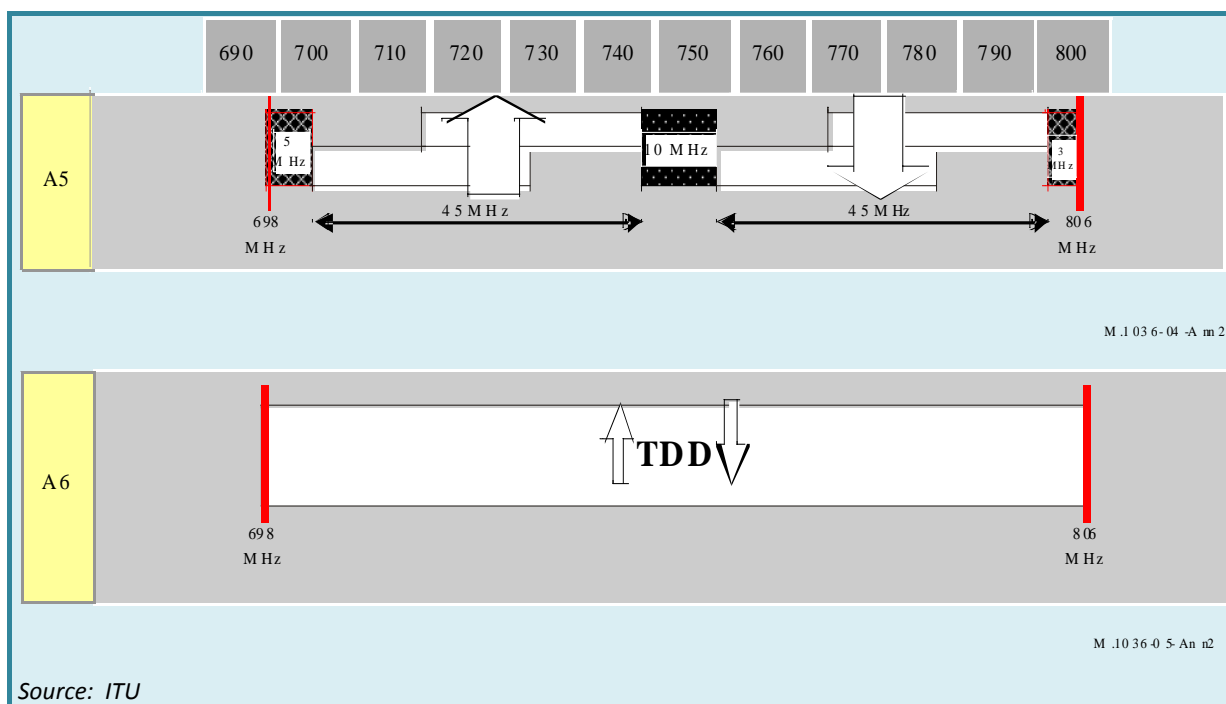 690 700 710 720 730 740 750 760 770 780 790 800
A5
5 MHz
10 MHz
3 MHz
45 MHz
45 MHz
698 MHz
806 MHz
M.1036-04-Ann2
A6
TDD
698 MHz
806 MHz
M.1036-05-Ann2
Source: ITU